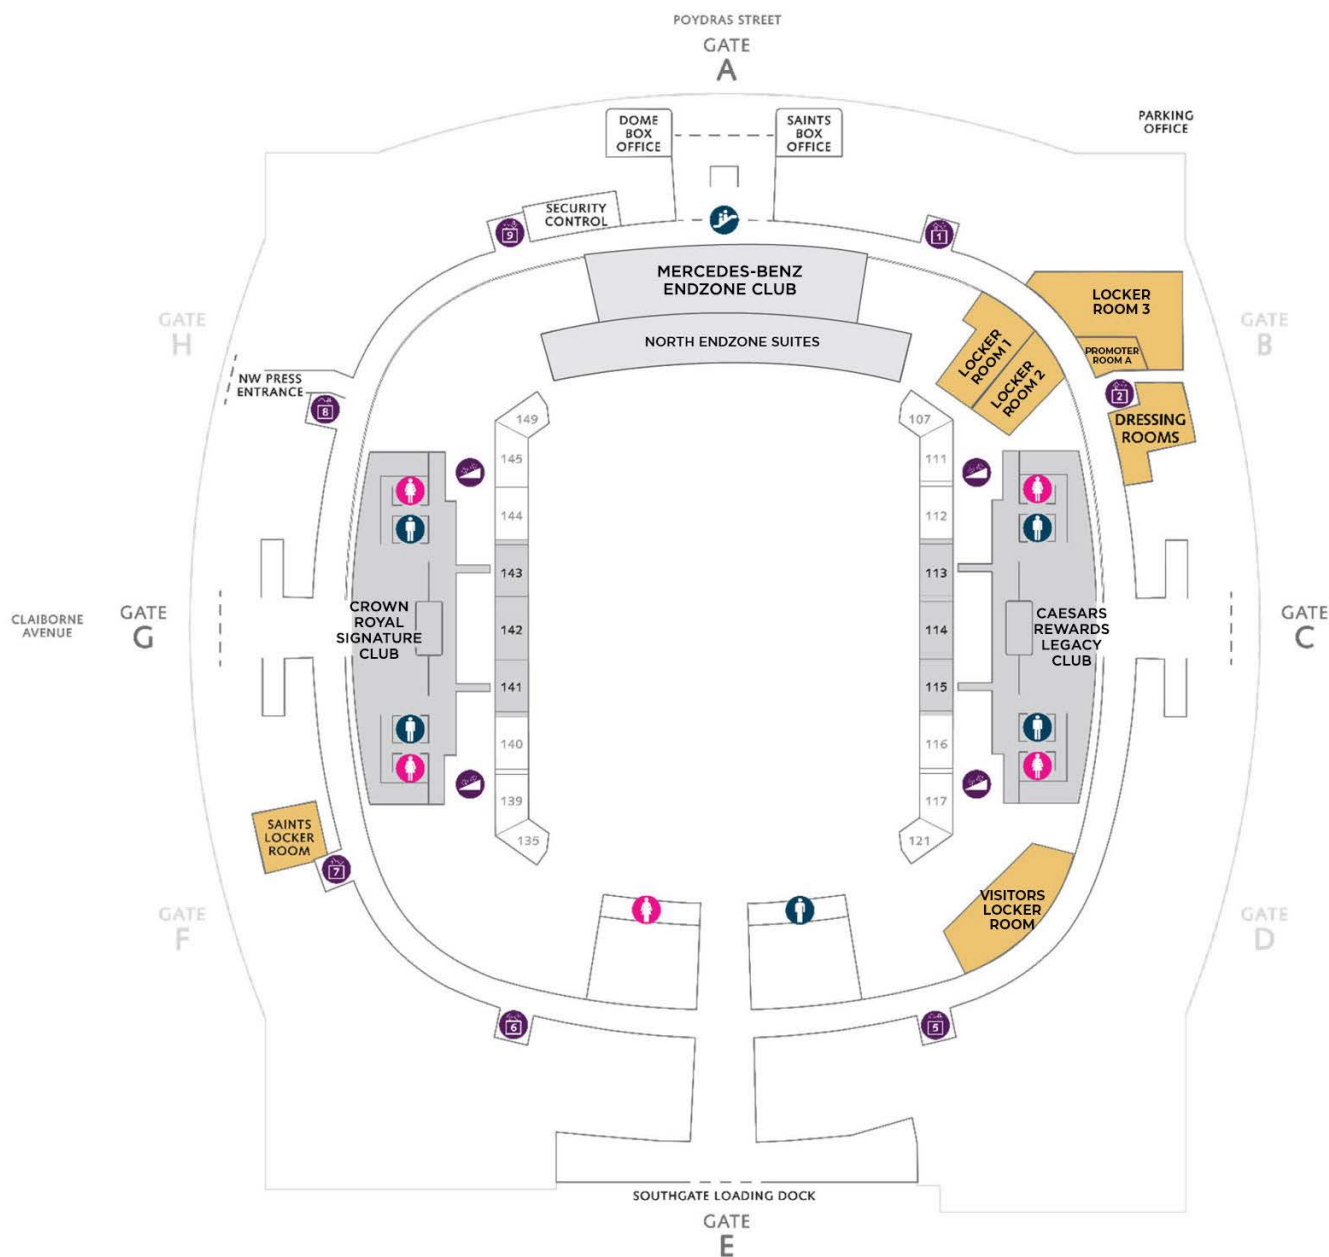 POYDRAS STREET
GATE
A
DOME
BOX
OFFICE
SAINTS
BOX
OFFICE
PARKING
OFFICE
SECURITY
CONTROL
9
1
MERCEDES-BENZ
ENDZONE CLUB
NORTH ENDZONE SUITES
LOCKER
ROOM 3
LOCKER
ROOM 1
LOCKER
ROOM 2
PROMOTER
ROOM A
GATE
H
GATE
B
NW PRESS
ENTRANCE
8
2
DRESSING
ROOMS
149
145
144
143
142
141
140
139
135
107
111
112
113
114
115
116
117
121
CROWN
ROYAL
SIGNATURE
CLUB
CAESARS
REWARDS
LEGACY
CLUB
CLAIBORNE
AVENUE
GATE
G
GATE
C
SAINTS
LOCKER
ROOM
7
VISITORS
LOCKER
ROOM
GATE
F
GATE
D
6
5
SOUTHGATE LOADING DOCK
GATE
E